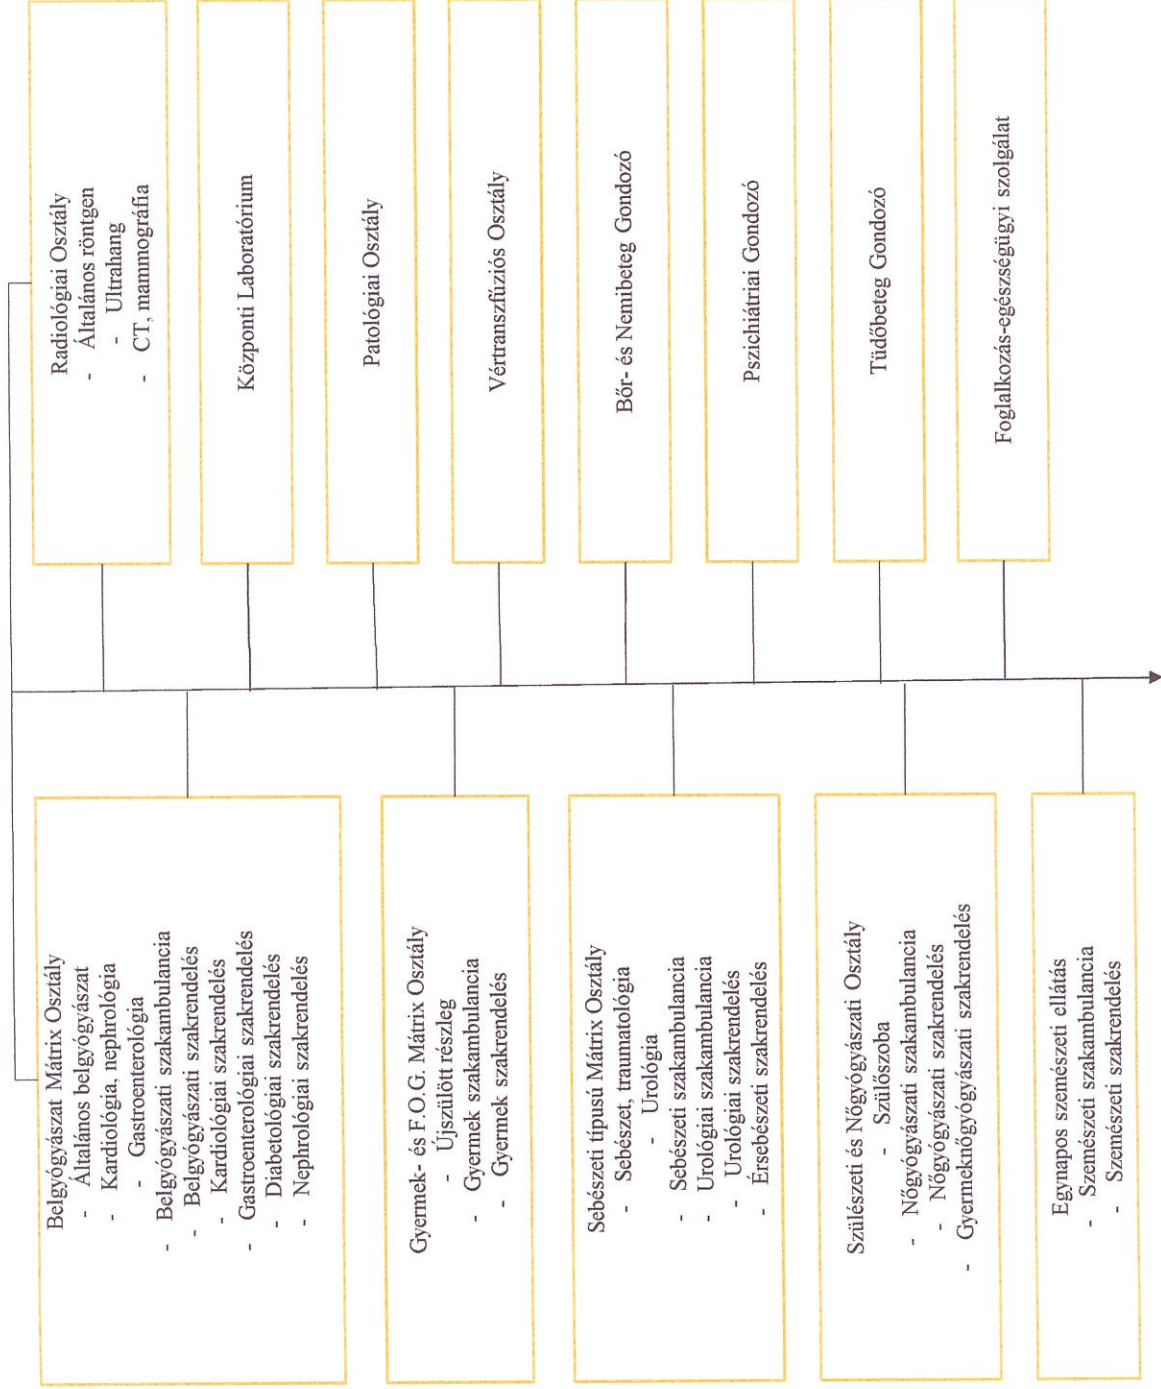 Belgyógyászat Mátrix Osztály
- Általános belgyógyászat
- Kardiológia, nephrológia
- Gastroenterológia
- Belgyógyászati szakambulancia
- Belgyógyászati szakrendelés
- Kardiológiai szakrendelés
- Gastroenterológiai szakrendelés
- Diabetológiai szakrendelés
- Nephrológiai szakrendelés
Gyermek- és F.O.G. Mátrix Osztály
- Újszülött részleg
- Gyermek szakambulancia
- Gyermek szakrendelés
Sebészeti típusú Mátrix Osztály
- Sebészet, traumatológia
- Urológia
- Sebészeti szakambulancia
- Urológiai szakambulancia
- Urológiai szakrendelés
- Érsebészeti szakrendelés
Szülészeti és Nőgyógyászati Osztály
- Szülőszoba
- Nőgyógyászati szakambulancia
- Nőgyógyászati szakrendelés
- Gyermeknőgyógyászati szakrendelés
Egynapos szemészeti ellátás
- Szemészeti szakambulancia
- Szemészeti szakrendelés
Radiológiai Osztály
- Általános röntgen
- Ultrahang
- CT, mammográfia
Központi Laboratórium
Patológiai Osztály
Vértranszfúziós Osztály
Bőr- és Nemibeteg Gondozó
Pszichiátriai Gondozó
Tüdőbeteg Gondozó
Foglalkozás-egészségügyi szolgálat